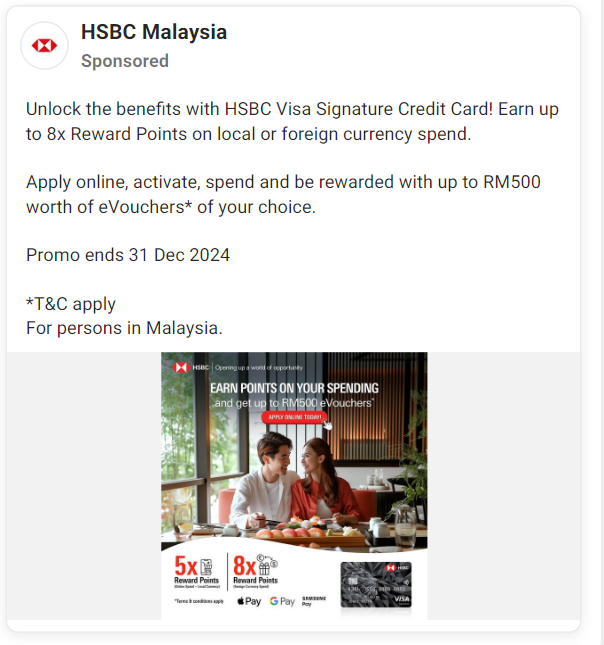 HSBC Malaysia
Sponsored
Unlock the benefits with HSBC Visa Signature Credit Card! Earn up
to 8x Reward Points on local or foreign currency spend.
Apply online, activate, spend and be rewarded with up to RM500
worth of eVouchers* of your choice.
Promo ends 31 Dec 2024
*T&C apply
For persons in Malaysia.
HSBC | Opening up a world of opportunity
EARN POINTS ON YOUR SPENDING
and get up to RM500 eVouchers*
APPLY ONLINE TODAY!
5x
Reward Points
(Online Spend - Local Currency)
8x
Reward Points
(Foreign Currency Spend)
*Terms & conditions apply
Pay
G Pay
SAMSUNG
Pay
HSBC
VISA